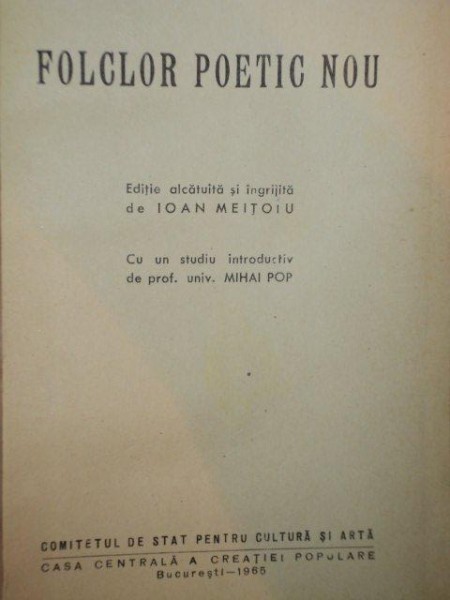 FOLCLOR POETIC NOU
Ediție alcătuită și îngrijită
de IOAN MEIȚOIU
Cu un studiu introductiv
de prof. univ. MIHAI POP
COMITETUL DE STAT PENTRU CULTURĂ ȘI ARTĂ
CASA CENTRALĂ A CREAȚIEI POPULARE
București—1965